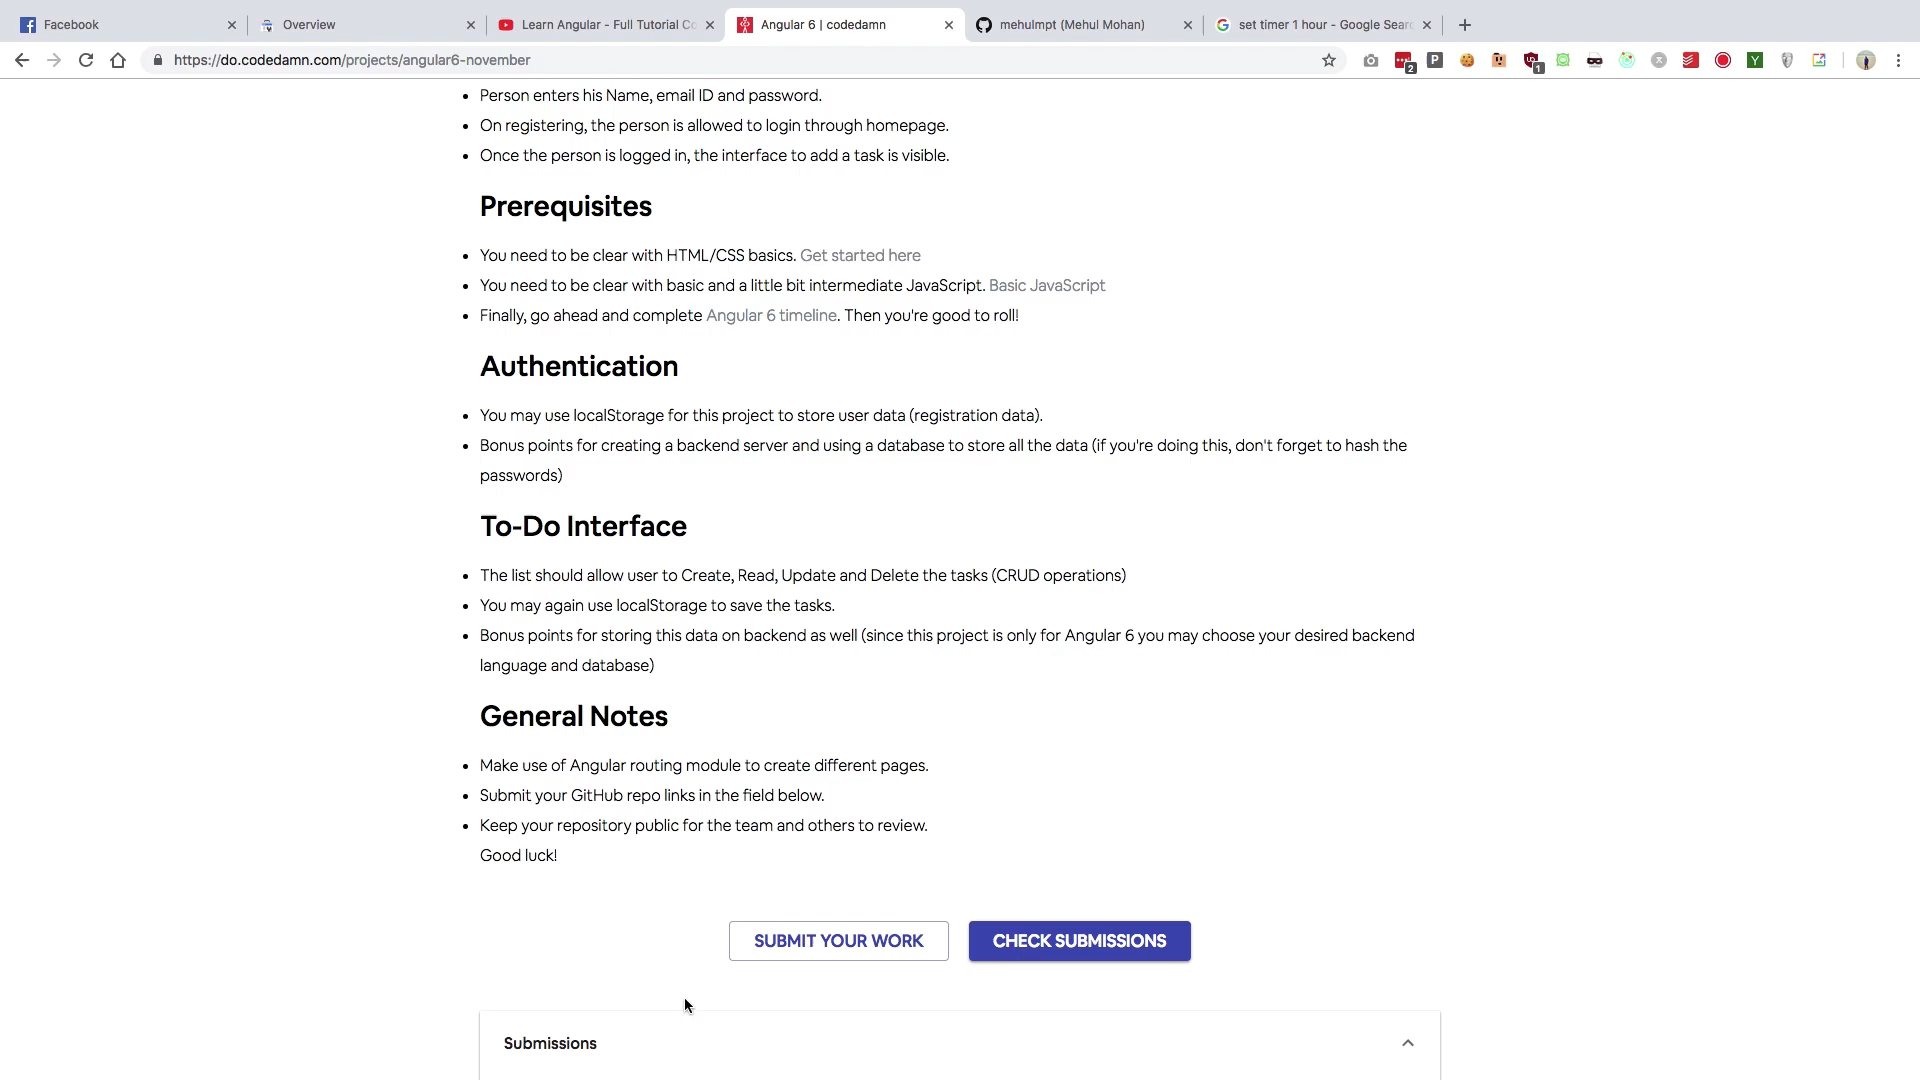 Facebook
Overview
Learn Angular - Full Tutorial Co
Angular 6 | codedamn
mehulmpt (Mehul Mohan)
set timer 1 hour - Google Searc
https://do.codedamn.com/projects/angular6-november
2
P
1
Y
Person enters his Name, email ID and password.
On registering, the person is allowed to login through homepage.
Once the person is logged in, the interface to add a task is visible.
Prerequisites
You need to be clear with HTML/CSS basics. Get started here
You need to be clear with basic and a little bit intermediate JavaScript. Basic JavaScript
Finally, go ahead and complete Angular 6 timeline. Then you're good to roll!
Authentication
You may use localStorage for this project to store user data (registration data).
Bonus points for creating a backend server and using a database to store all the data (if you're doing this, don't forget to hash the
passwords)
To-Do Interface
The list should allow user to Create, Read, Update and Delete the tasks (CRUD operations)
You may again use localStorage to save the tasks.
Bonus points for storing this data on backend as well (since this project is only for Angular 6 you may choose your desired backend
language and database)
General Notes
Make use of Angular routing module to create different pages.
Submit your GitHub repo links in the field below.
Keep your repository public for the team and others to review.
Good luck!
SUBMIT YOUR WORK
CHECK SUBMISSIONS
Submissions